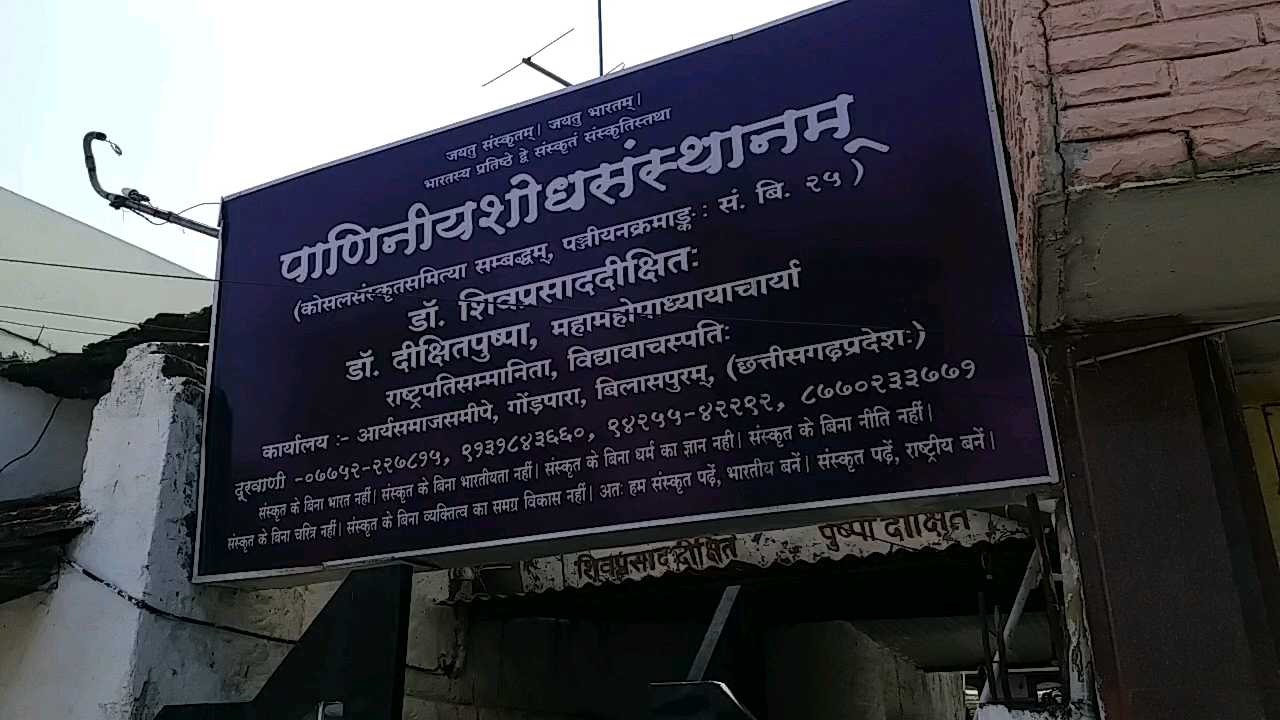 जयतु संस्कृतम्। जयतु भारतम्।
भारतस्य प्रतिष्ठे द्वे संस्कृतं संस्कृतिस्तथा
पाणिनीयशोधसंस्थानम्
(कोसलसंस्कृतसमित्या सम्बद्धम्, पञ्जीयनक्रमाङ्कः : सं. बि. २५)
डॉ. शिवप्रसाददीक्षितः
डॉ. दीक्षितपुष्पा, महामहोपाध्यायाचार्या
राष्ट्रपतिसम्मानिता, विद्यावाचस्पतिः
कार्यालय :- आर्यसमाजसमीपे, गोंड़पारा, बिलासपुरम्, (छत्तीसगढ़प्रदेशः)
दूरवाणी -०७७५२-२२७८१५, ९१३१८४३६६०, ९४२५५-४२२९२, ८७७०२३३७७१
संस्कृत के बिना भारत नहीं। संस्कृत के बिना भारतीयता नहीं। संस्कृत के बिना धर्म का ज्ञान नही। संस्कृत के बिना नीति नहीं।
संस्कृत के बिना चरित्र नहीं। संस्कृत के बिना व्यक्तित्व का समग्र विकास नहीं। अतः हम संस्कृत पढ़ें, भारतीय बनें। संस्कृत पढ़ें, राष्ट्रीय बनें।
शिवप्रसाद दीक्षित पुष्पा दीक्षित